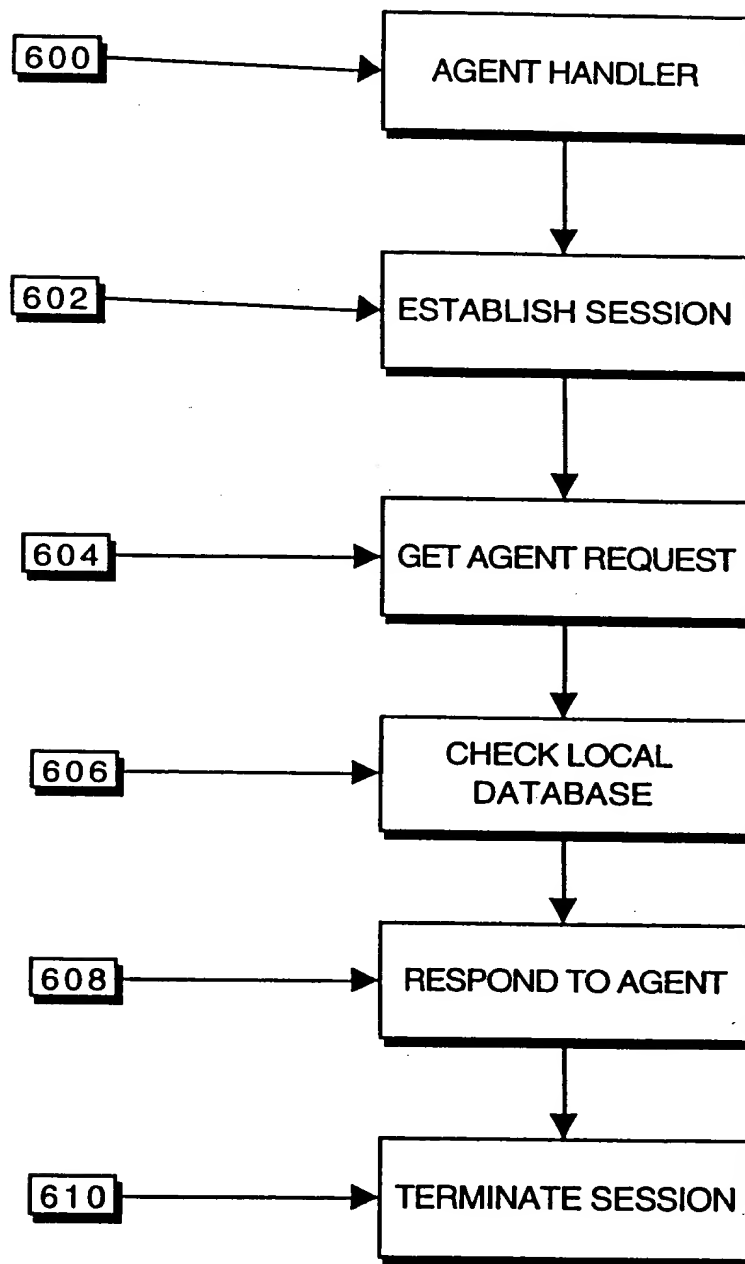 600
AGENT HANDLER
602
ESTABLISH SESSION
604
GET AGENT REQUEST
606
CHECK LOCAL
DATABASE
608
RESPOND TO AGENT
610
TERMINATE SESSION